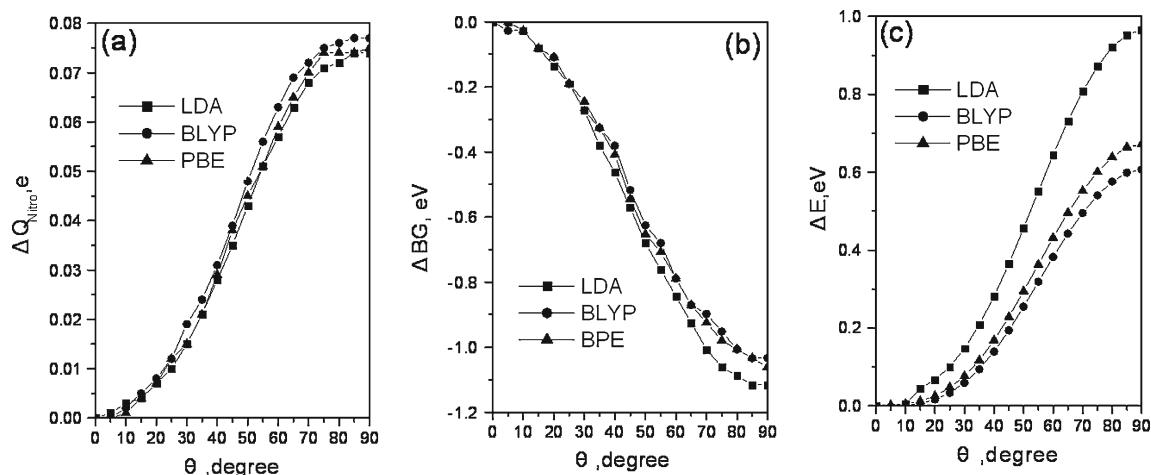 (a)
0.08
0.07
0.06
0.05
0.04
0.03
0.02
0.01
0.00
ΔQNitro, e
LDA
BLYP
PBE
0 10 20 30 40 50 60 70 80 90
θ ,degree
(b)
0.0
-0.2
-0.4
-0.6
-0.8
-1.0
-1.2
ΔBG, eV
LDA
BLYP
BPE
0 10 20 30 40 50 60 70 80 90
θ ,degree
(c)
1.0
0.8
0.6
0.4
0.2
0.0
ΔE,eV
LDA
BLYP
PBE
0 10 20 30 40 50 60 70 80 90
θ ,degree